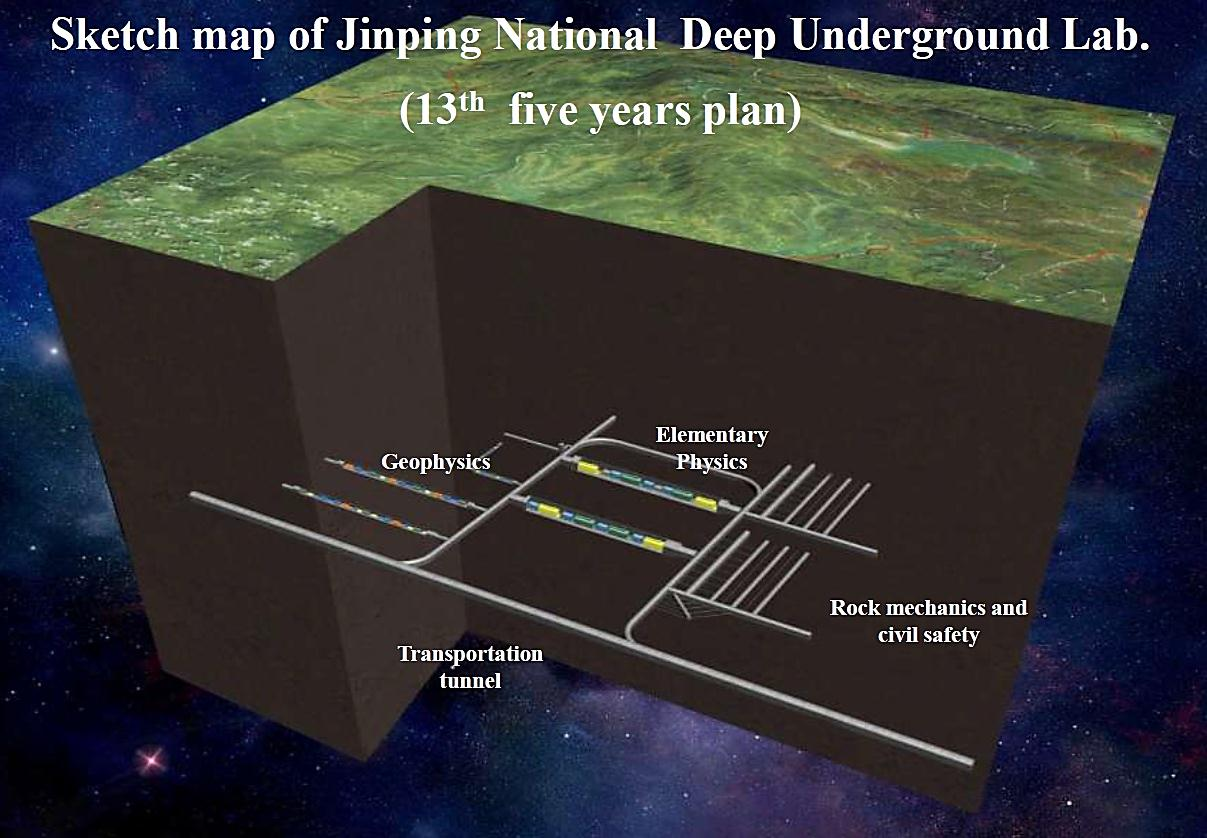 Sketch map of Jinping National Deep Underground Lab.
(13th five years plan)
Elementary
Physics
Geophysics
Rock mechanics and
civil safety
Transportation
tunnel